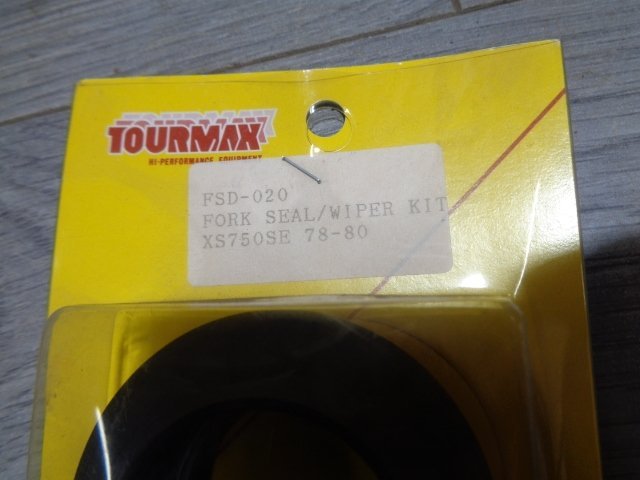 TOURMAX
HI-PERFORMANCE EQUIPMENT
FSD-020
FORK SEAL/WIPER KIT
XS750SE 78-80